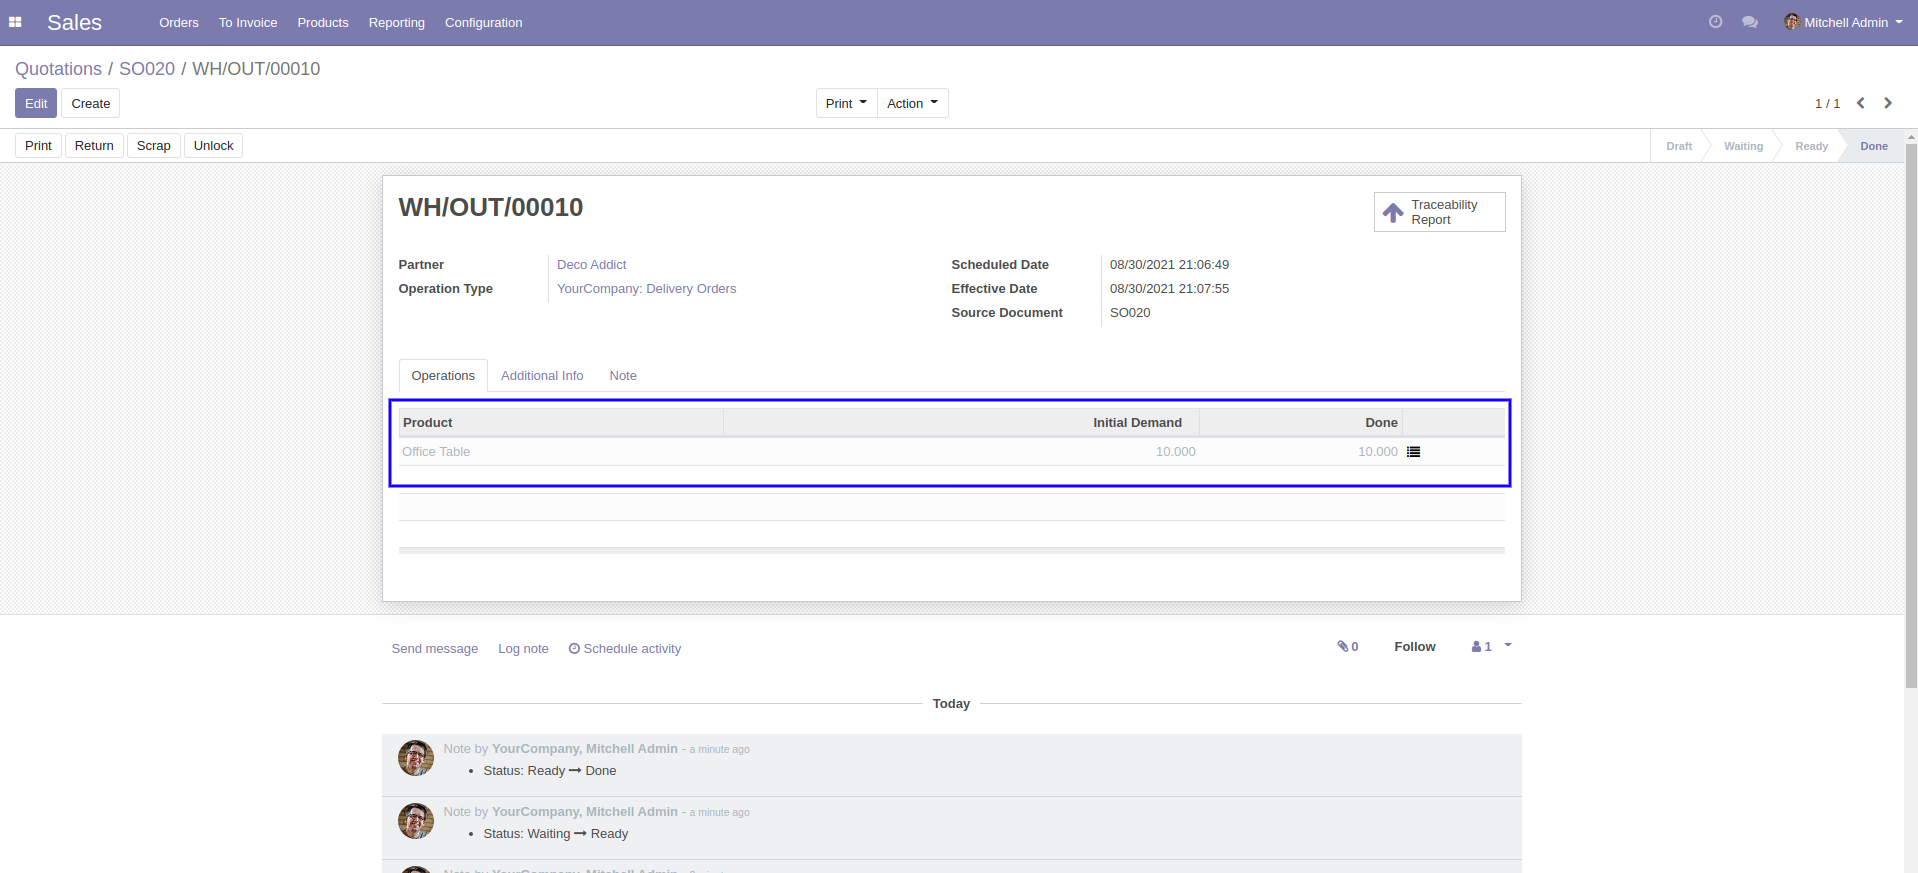 Sales Orders To Invoice Products Reporting Configuration Mitchell Admin
Quotations / SO020 / WH/OUT/00010
Edit Create Print Action 1 / 1
Print Return Scrap Unlock Draft Waiting Ready Done
WH/OUT/00010
Traceability
Report
Partner Deco Addict
Operation Type YourCompany: Delivery Orders
Scheduled Date 08/30/2021 21:06:49
Effective Date 08/30/2021 21:07:55
Source Document SO020
Operations Additional Info Note
Product Initial Demand Done
Office Table 10.000 10.000
Send message Log note Schedule activity 0 Follow 1
Today
Note by YourCompany, Mitchell Admin - a minute ago
• Status: Ready → Done
Note by YourCompany, Mitchell Admin - a minute ago
• Status: Waiting → Ready
Note by YourCompany, Mitchell Admin -